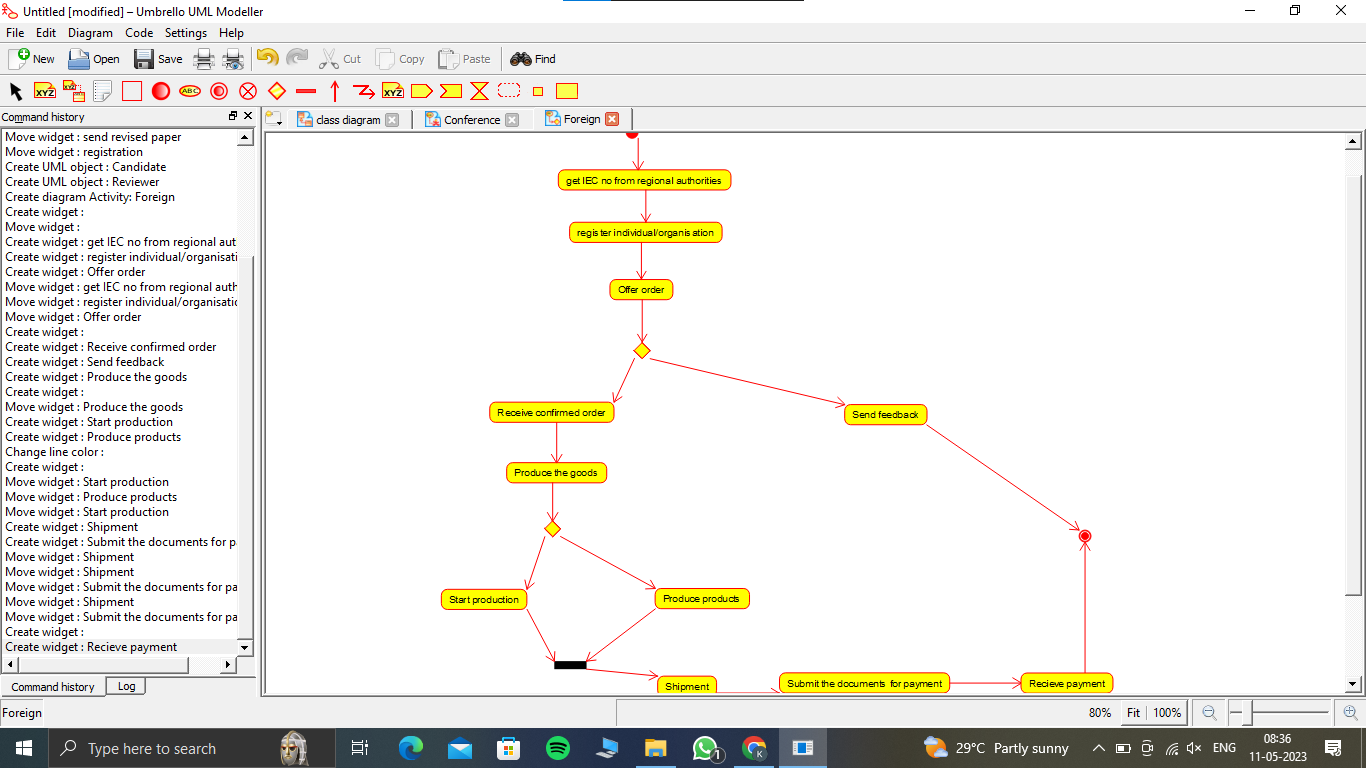 Untitled [modified] – Umbrello UML Modeller
File Edit Diagram Code Settings Help
New Open Save Cut Copy Paste Find
XYZ XYZ ABC XYZ
Command history
class diagram Conference Foreign
Move widget : send revised paper
Move widget : registration
Create UML object : Candidate
Create UML object : Reviewer
Create diagram Activity: Foreign
Create widget :
Move widget :
Create widget : get IEC no from regional aut
Create widget : register individual/organisati
Create widget : Offer order
Move widget : get IEC no from regional auth
Move widget : register individual/organisatio
Move widget : Offer order
Create widget :
Create widget : Receive confirmed order
Create widget : Send feedback
Create widget : Produce the goods
Create widget :
Move widget : Produce the goods
Create widget : Start production
Create widget : Produce products
Change line color :
Create widget :
Move widget : Start production
Move widget : Produce products
Move widget : Start production
Create widget : Shipment
Create widget : Submit the documents for p
Move widget : Shipment
Move widget : Shipment
Move widget : Submit the documents for pa
Move widget : Shipment
Move widget : Submit the documents for pa
Create widget :
Create widget : Recieve payment
Command history Log
get IEC no from regional authorities
register individual/organisation
Offer order
Receive confirmed order
Send feedback
Produce the goods
Start production
Produce products
Shipment
Submit the documents for payment
Recieve payment
Foreign
80% Fit 100%
Type here to search
1
K
29°C Partly sunny
ENG
08:36
11-05-2023